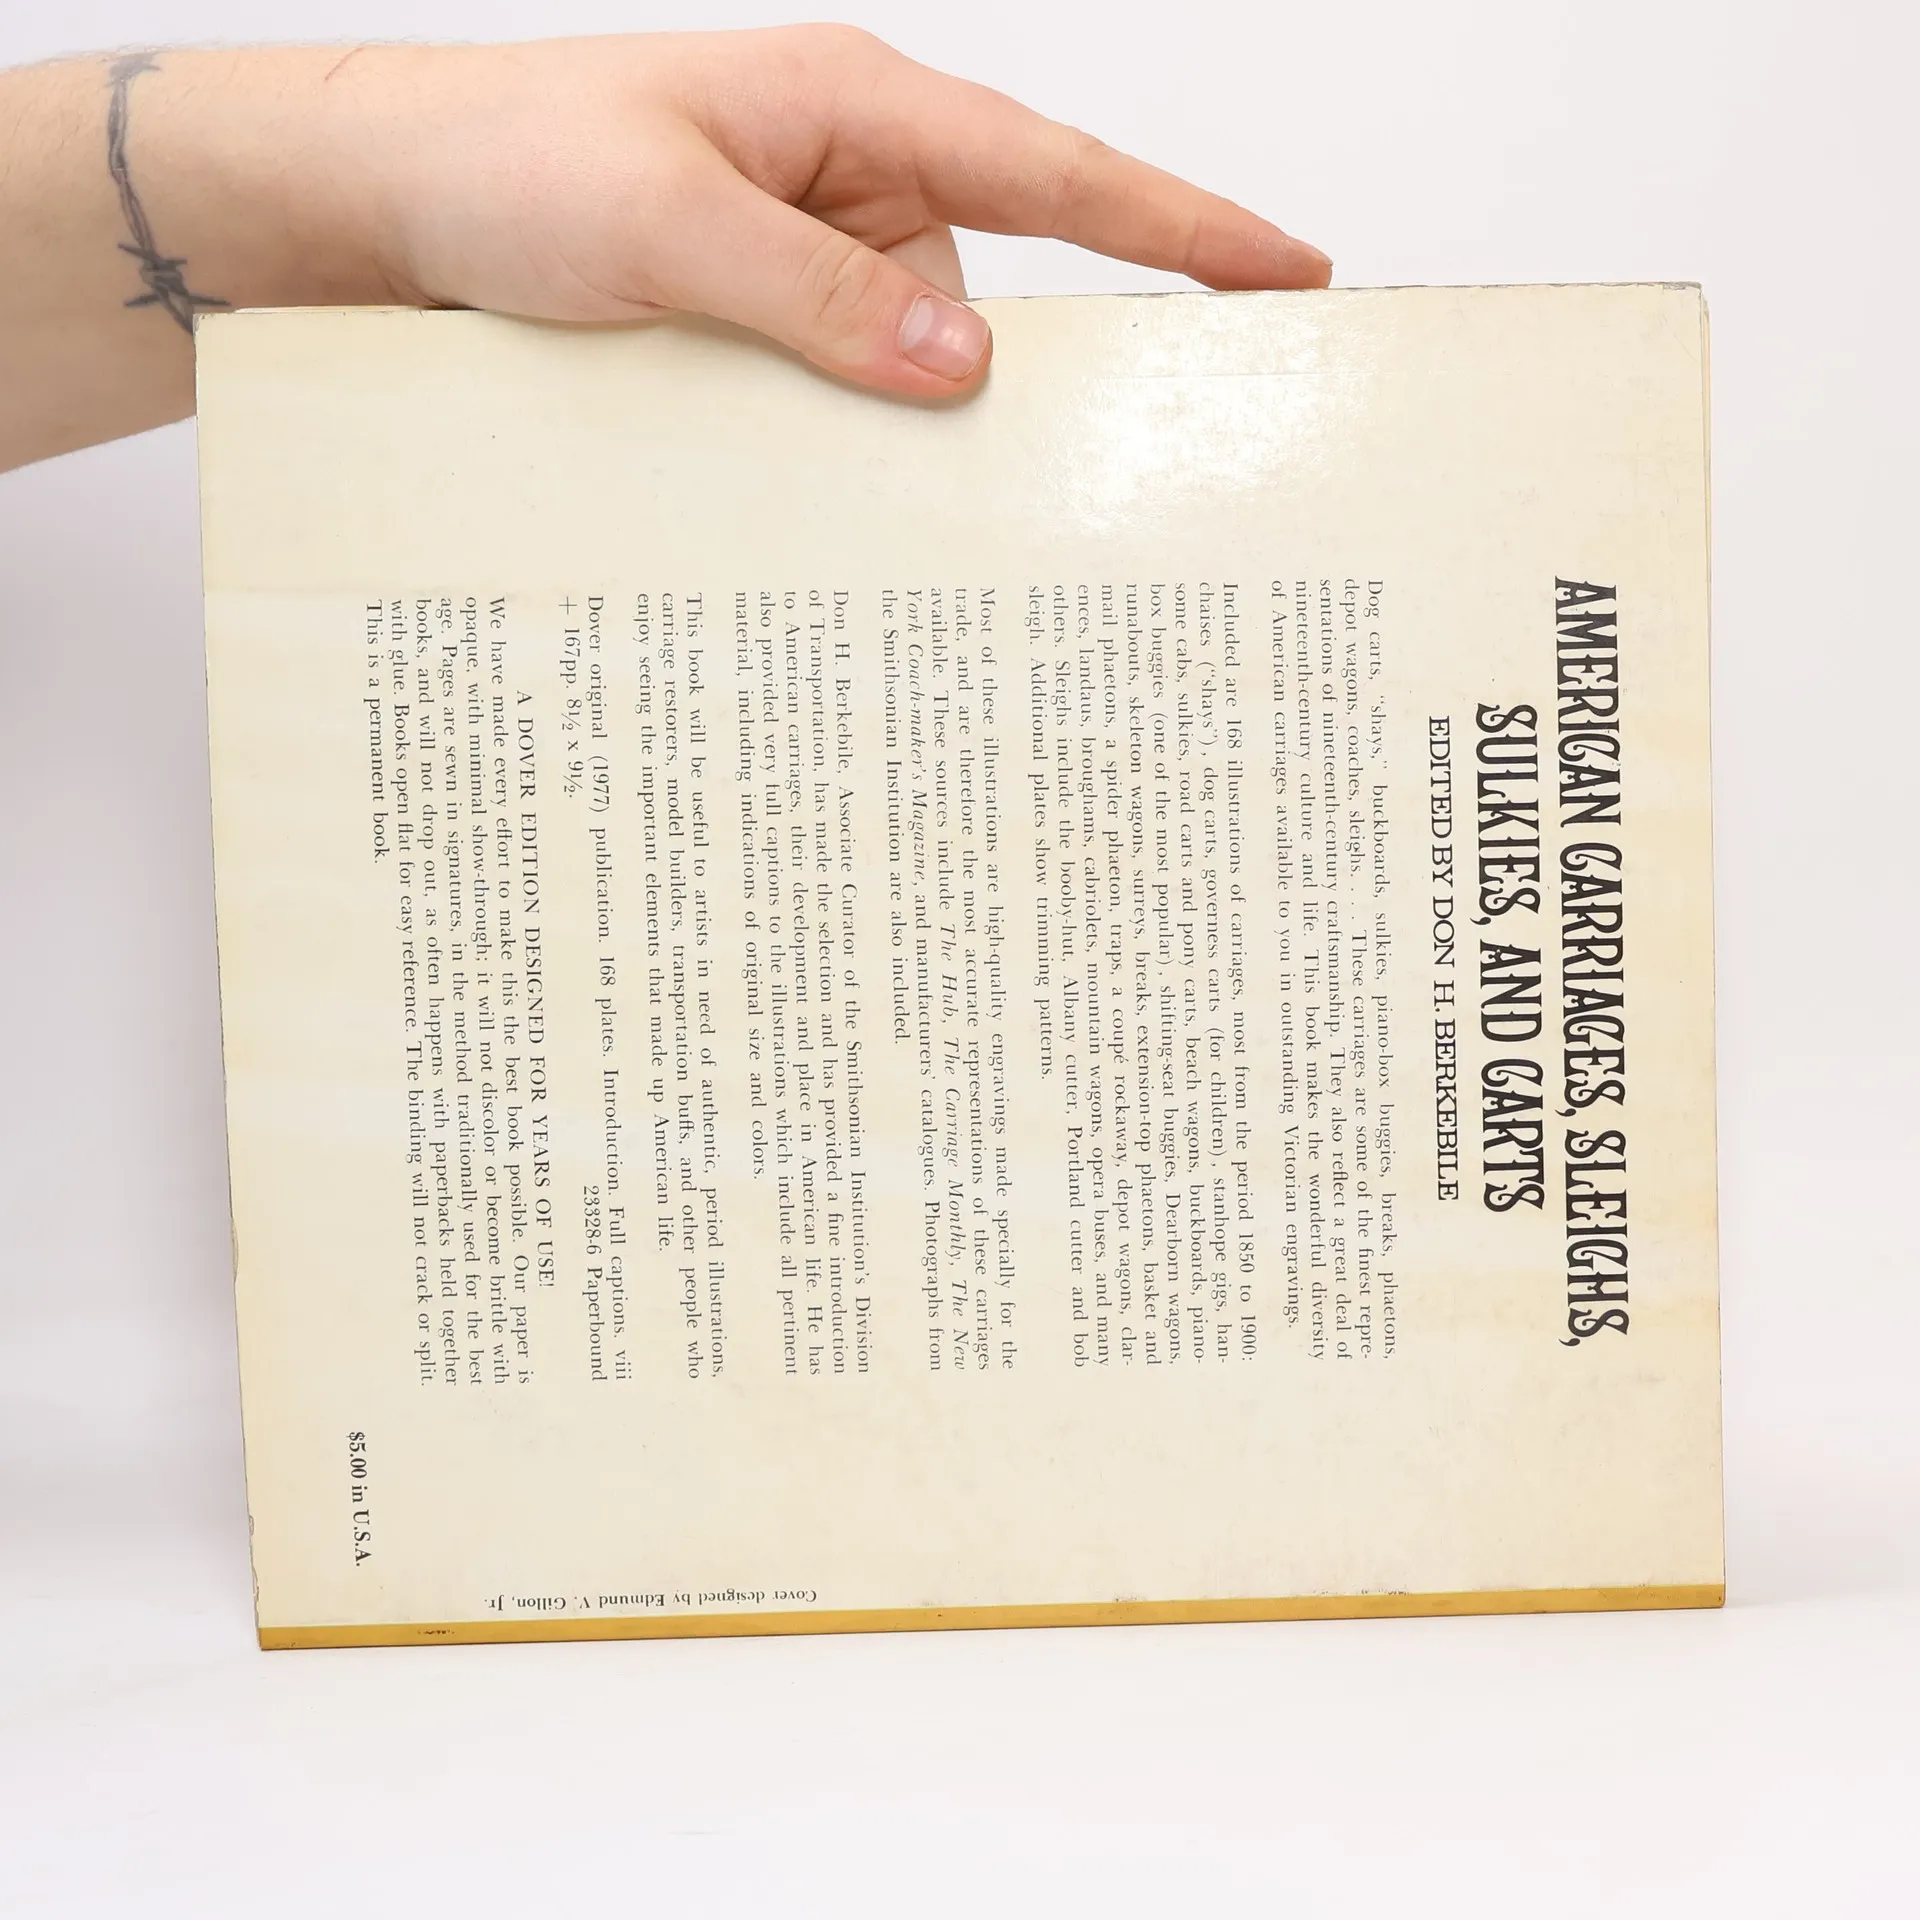 AMERICAN CARRIAGES, SLEIGHS,
SULKIES, AND CARTS
EDITED BY DON H. BERKEBILE
Dog carts, "shays," buckboards, sulkies, piano-box buggies, breaks, phaetons,
depot wagons, coaches, sleighs. . . . These carriages are some of the finest repre-
sentations of nineteenth-century craftsmanship. They also reflect a great deal of
nineteenth-century culture and life. This book makes the wonderful diversity
of American carriages available to you in outstanding Victorian engravings.
Included are 168 illustrations of carriages, most from the period 1850 to 1900:
chaises ("shays"), dog carts, governess carts (for children), stanhope gigs, han-
some cabs, sulkies, road carts and pony carts, beach wagons, buckboards, piano-
box buggies (one of the most popular), shifting-seat buggies, Dearborn wagons,
runabouts, skeleton wagons, surreys, breaks, extension-top phaetons, basket and
mail phaetons, a spider phaeton, traps, a coupé rockaway, depot wagons, clar-
ences, landaus, broughams, cabriolets, mountain wagons, opera buses, and many
others. Sleighs include the booby-hut, Albany cutter, Portland cutter and bob
sleigh. Additional plates show trimming patterns.
Most of these illustrations are high-quality engravings made specially for the
trade, and are therefore the most accurate representations of these carriages
available. These sources include The Hub, The Carriage Monthly, The New
York Coach-maker's Magazine, and manufacturers' catalogues. Photographs from
the Smithsonian Institution are also included.
Don H. Berkebile, Associate Curator of the Smithsonian Institution's Division
of Transportation, has made the selection and has provided a fine introduction
to American carriages, their development and place in American life. He has
also provided very full captions to the illustrations which include all pertinent
material, including indications of original size and colors.
This book will be useful to artists in need of authentic, period illustrations,
carriage restorers, model builders, transportation buffs, and other people who
enjoy seeing the important elements that made up American life.
Dover original (1977) publication. 168 plates. Introduction. Full captions. viii
+ 167pp. 8½ x 9½. 23328-6 Paperbound
A DOVER EDITION DESIGNED FOR YEARS OF USE!
We have made every effort to make this the best book possible. Our paper is
opaque, with minimal show-through; it will not discolor or become brittle with
age. Pages are sewn in signatures, in the method traditionally used for the best
books, and will not drop out, as often happens with paperbacks held together
with glue. Books open flat for easy reference. The binding will not crack or split.
This is a permanent book.
$5.00 in U.S.A.
Cover designed by Edmund V. Gillon, Jr.